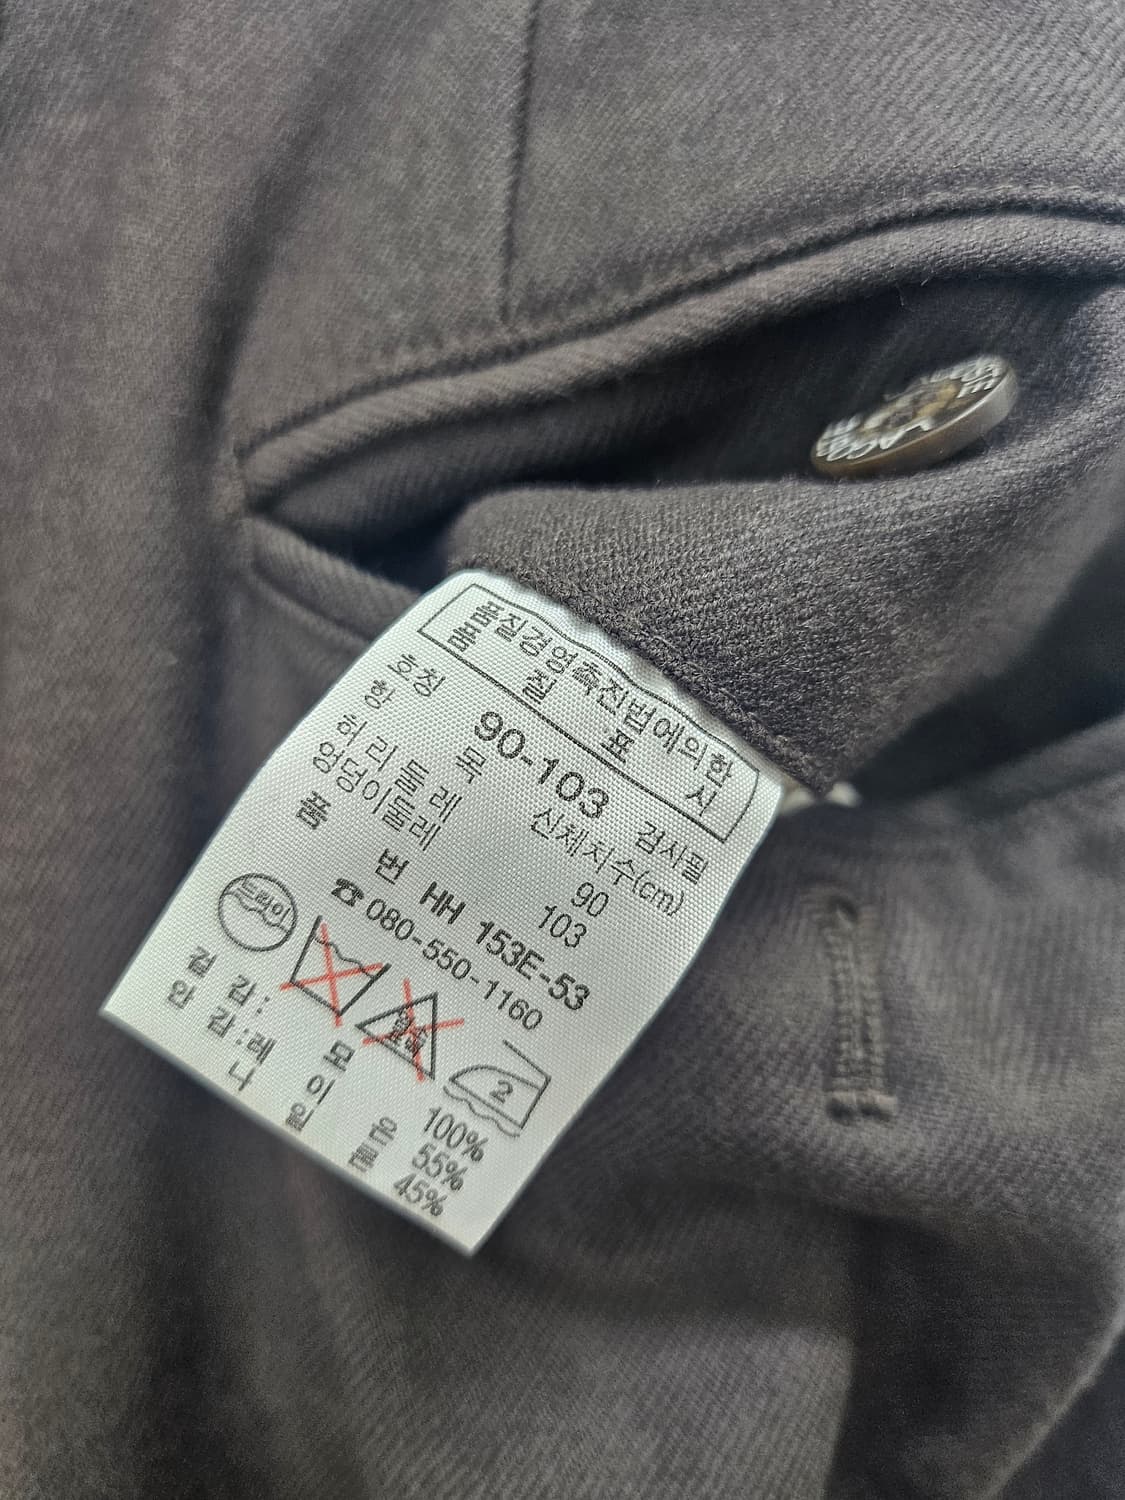 품질경영촉진법에의한
품 질 표 시
호칭 90-103 검사필
항 목 신체치수(cm)
허리둘레 90
엉덩이둘레 103
품 번 HH 153E-53
☎ 080-550-1160
드라이
염소
2
겉 감 : 모 100%
안 감 : 레 이 온 55%
나 일 론 45%
LACOSTE